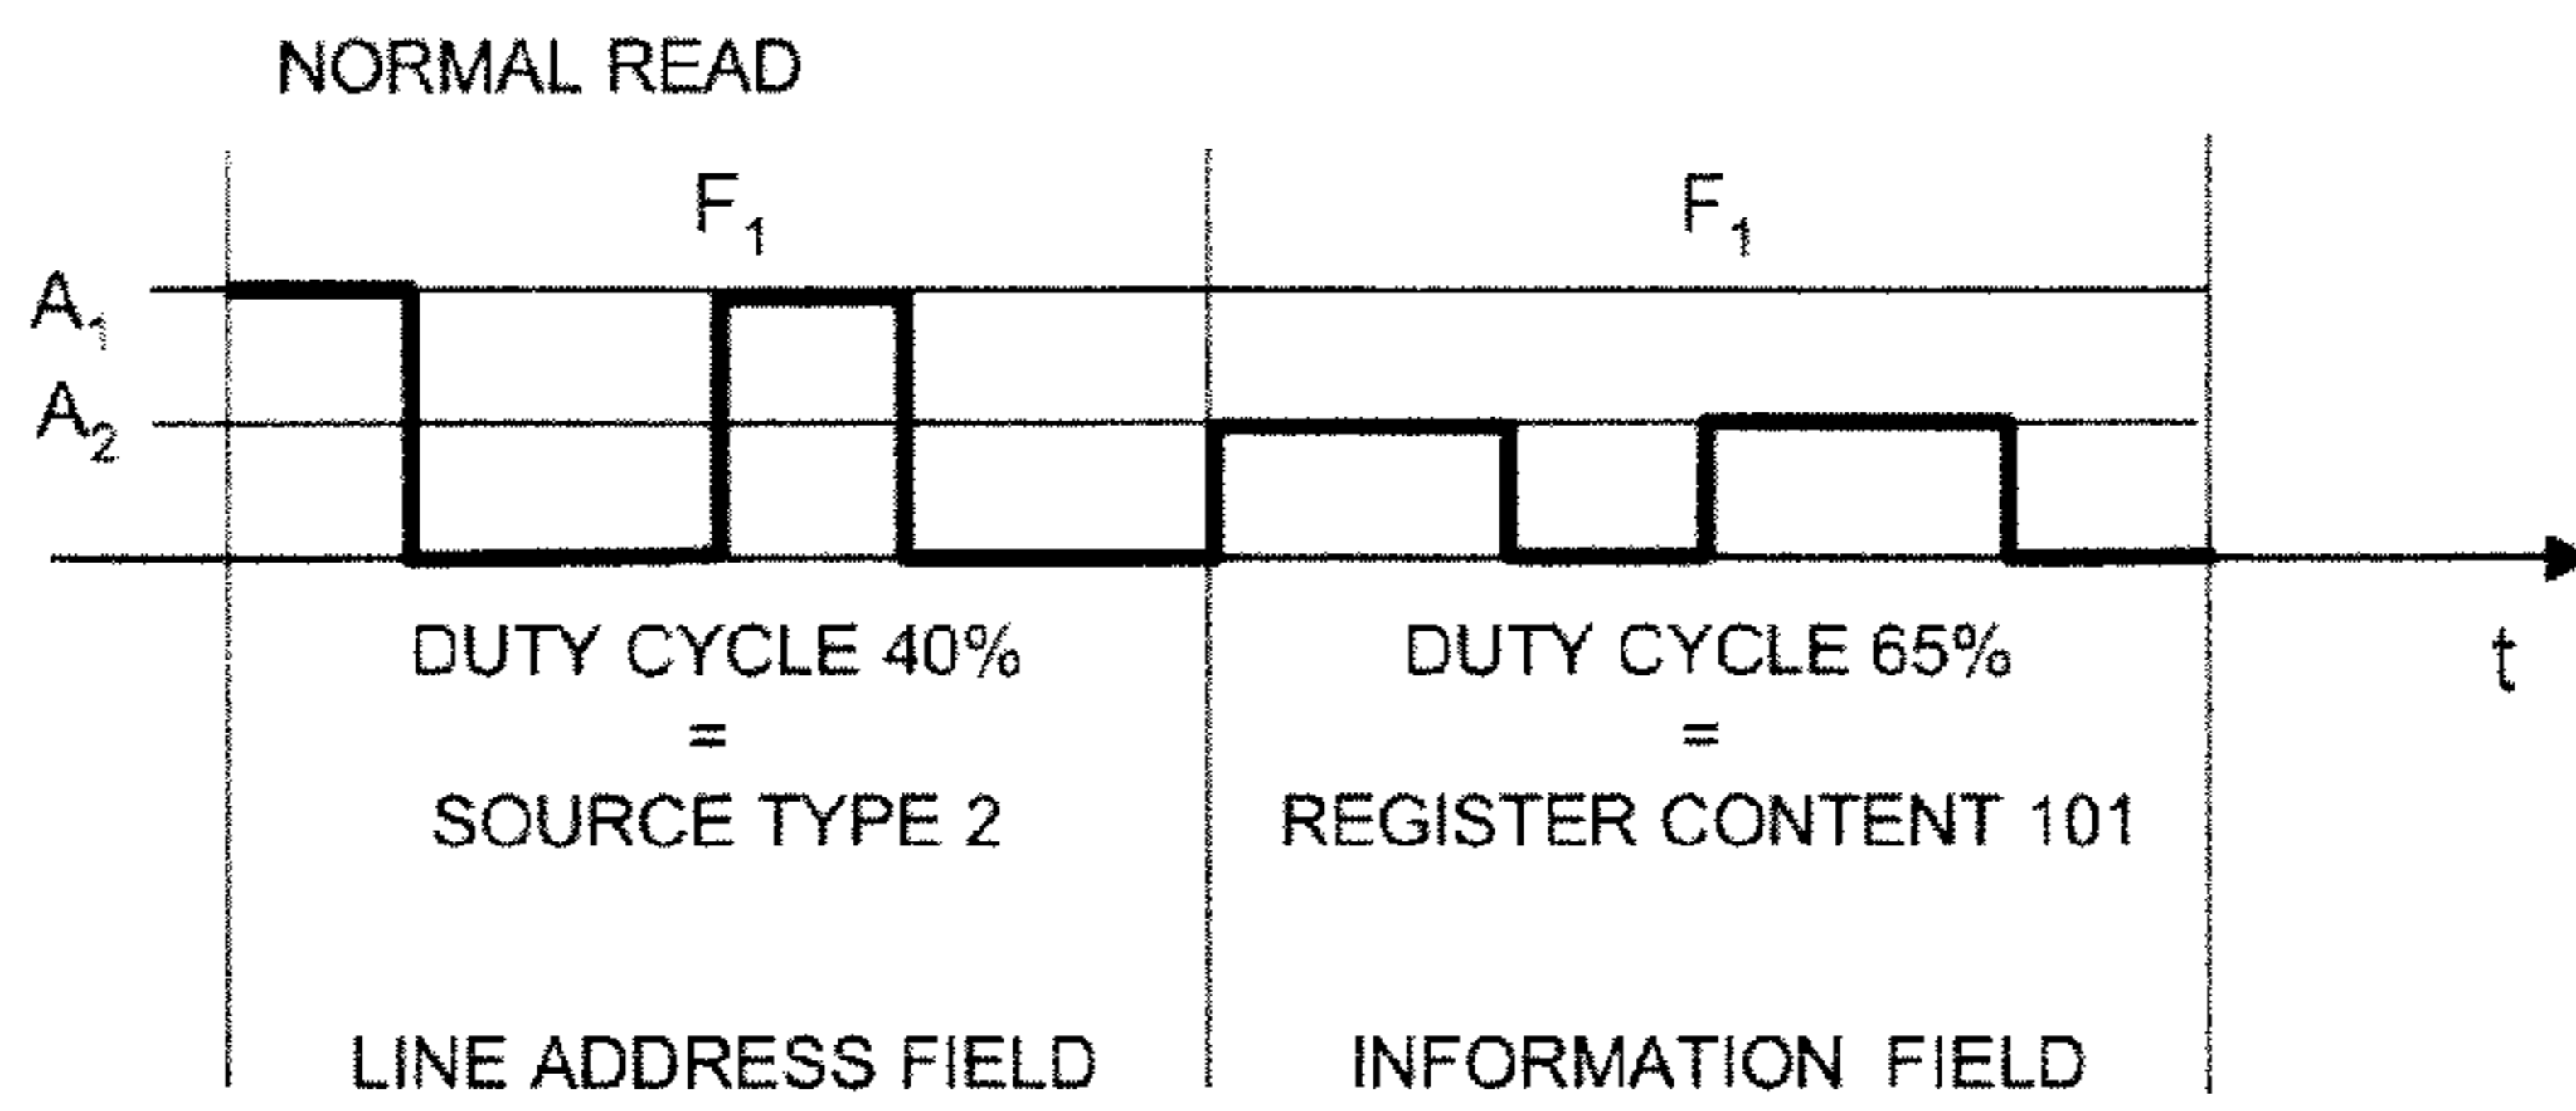 NORMAL READ
F1 F1
A1
A2
DUTY CYCLE 40% DUTY CYCLE 65%
= =
t
SOURCE TYPE 2 REGISTER CONTENT 101
LINE ADDRESS FIELD INFORMATION FIELD